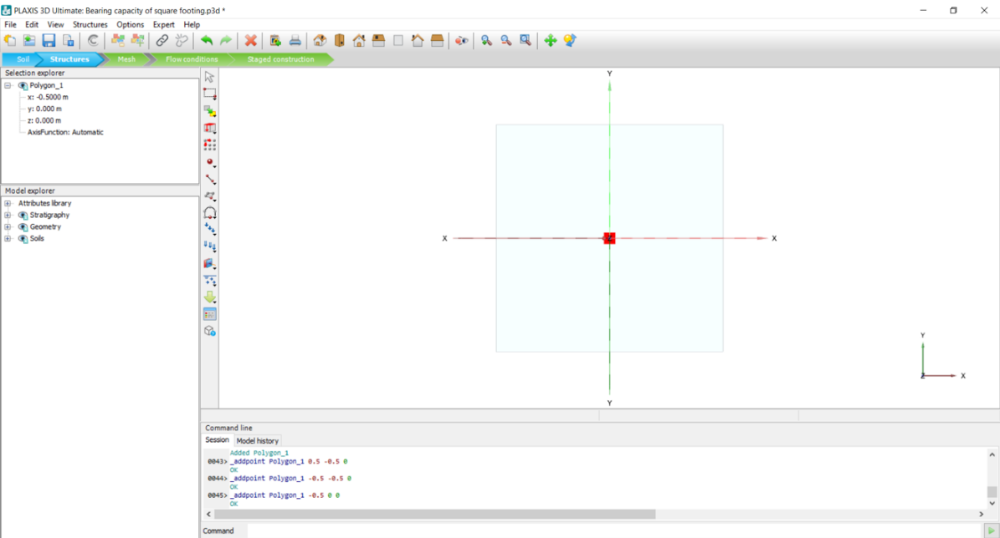 PLAXIS 3D Ultimate: Bearing capacity of square footing.p3d *
File Edit View Structures Options Expert Help
Soil Structures Mesh Flow conditions Staged construction
Selection explorer
Polygon_1
x: -0.5000 m
y: 0.000 m
z: 0.000 m
AxisFunction: Automatic
Model explorer
Attributes library
Stratigraphy
Geometry
Soils
Y
X Z X
Y
Y
Z X
Command line
Session Model history
Added Polygon_1
0043> _addpoint Polygon_1 0.5 -0.5 0
OK
0044> _addpoint Polygon_1 -0.5 -0.5 0
OK
0045> _addpoint Polygon_1 -0.5 0 0
OK
Command